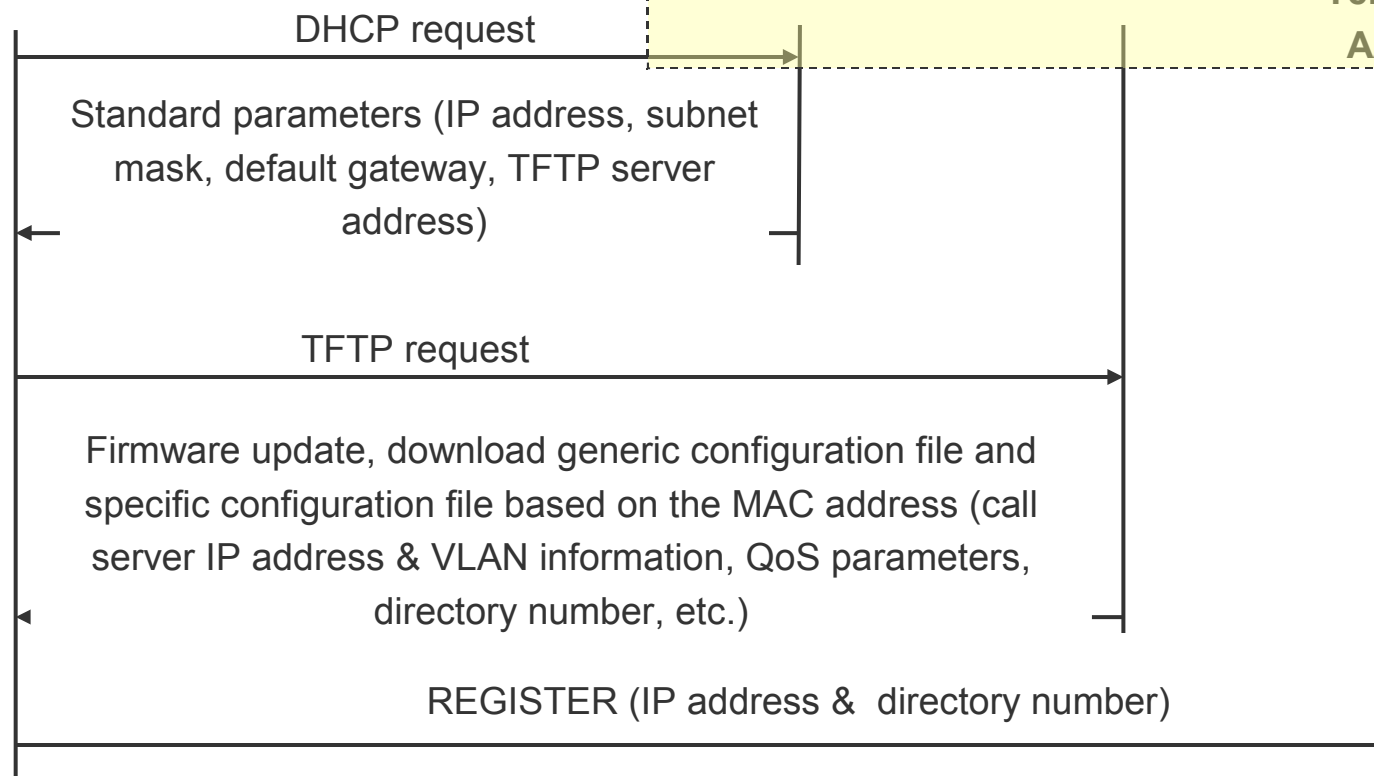 DHCP request
A
Standard parameters (IP address, subnet
mask, default gateway, TFTP server
address)
TFTP request
Firmware update, download generic configuration file and
specific configuration file based on the MAC address (call
server IP address & VLAN information, QoS parameters,
directory number, etc.)
REGISTER (IP address & directory number)